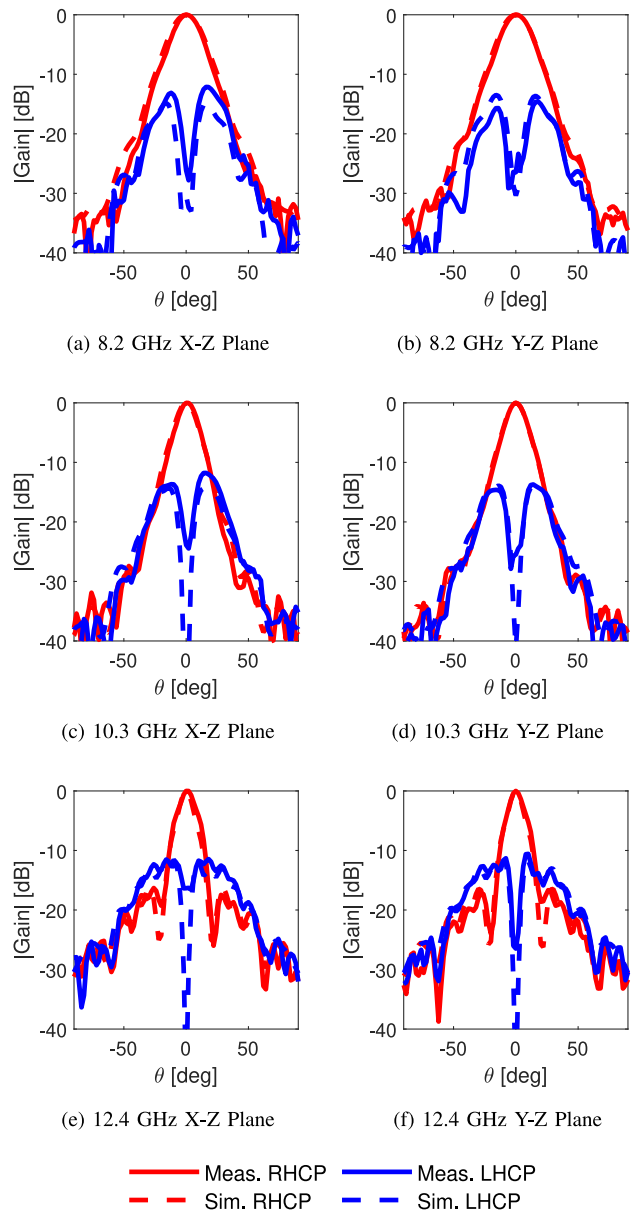 0
-10
-20
-30
-40
|Gain| [dB]
-50
0
50
θ [deg]
(a) 8.2 GHz X-Z Plane
0
-10
-20
-30
-40
|Gain| [dB]
-50
0
50
θ [deg]
(b) 8.2 GHz Y-Z Plane
0
-10
-20
-30
-40
|Gain| [dB]
-50
0
50
θ [deg]
(c) 10.3 GHz X-Z Plane
0
-10
-20
-30
-40
|Gain| [dB]
-50
0
50
θ [deg]
(d) 10.3 GHz Y-Z Plane
0
-10
-20
-30
-40
|Gain| [dB]
-50
0
50
θ [deg]
(e) 12.4 GHz X-Z Plane
0
-10
-20
-30
-40
|Gain| [dB]
-50
0
50
θ [deg]
(f) 12.4 GHz Y-Z Plane
Meas. RHCP
Meas. LHCP
Sim. RHCP
Sim. LHCP